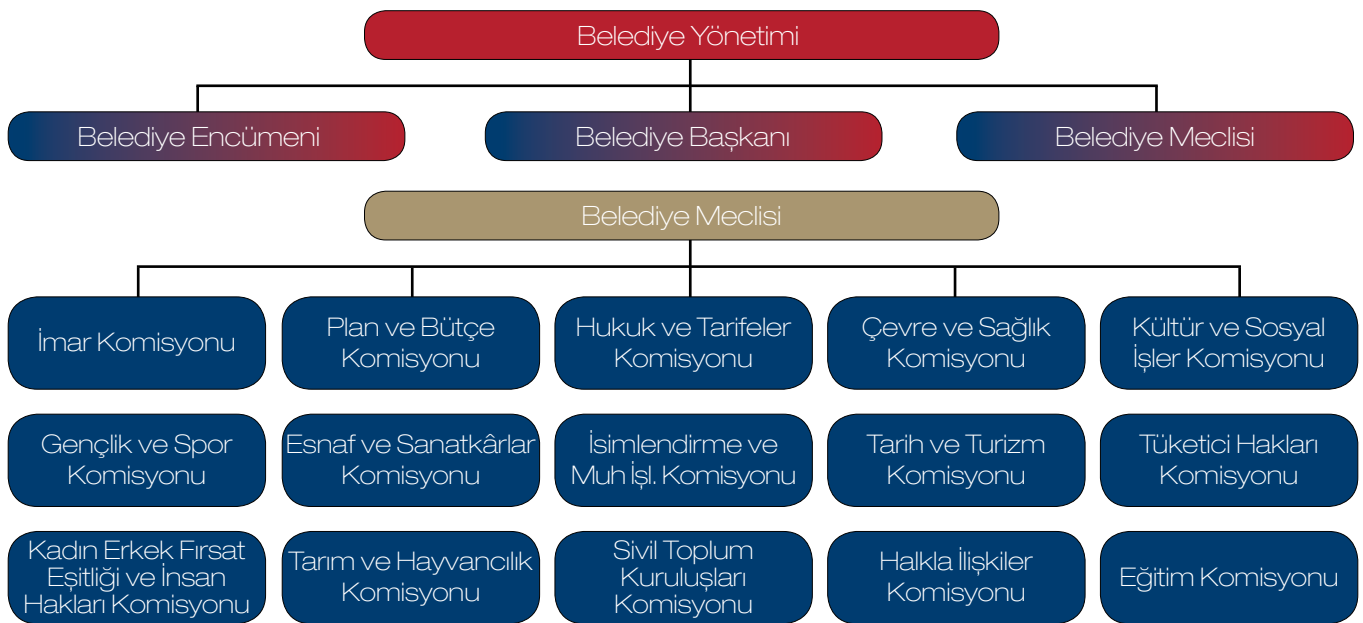 Belediye Yönetimi
Belediye Encümeni
Belediye Başkanı
Belediye Meclisi
Belediye Meclisi
İmar Komisyonu
Plan ve Bütçe
Komisyonu
Hukuk ve Tarifeler
Komisyonu
Çevre ve Sağlık
Komisyonu
Kültür ve Sosyal
İşler Komisyonu
Gençlik ve Spor
Komisyonu
Esnaf ve Sanatkârlar
Komisyonu
İsimlendirme ve
Muh İşl. Komisyonu
Tarih ve Turizm
Komisyonu
Tüketici Hakları
Komisyonu
Kadın Erkek Fırsat
Eşitliği ve İnsan
Hakları Komisyonu
Tarım ve Hayvancılık
Komisyonu
Sivil Toplum
Kuruluşları
Komisyonu
Halkla İlişkiler
Komisyonu
Eğitim Komisyonu